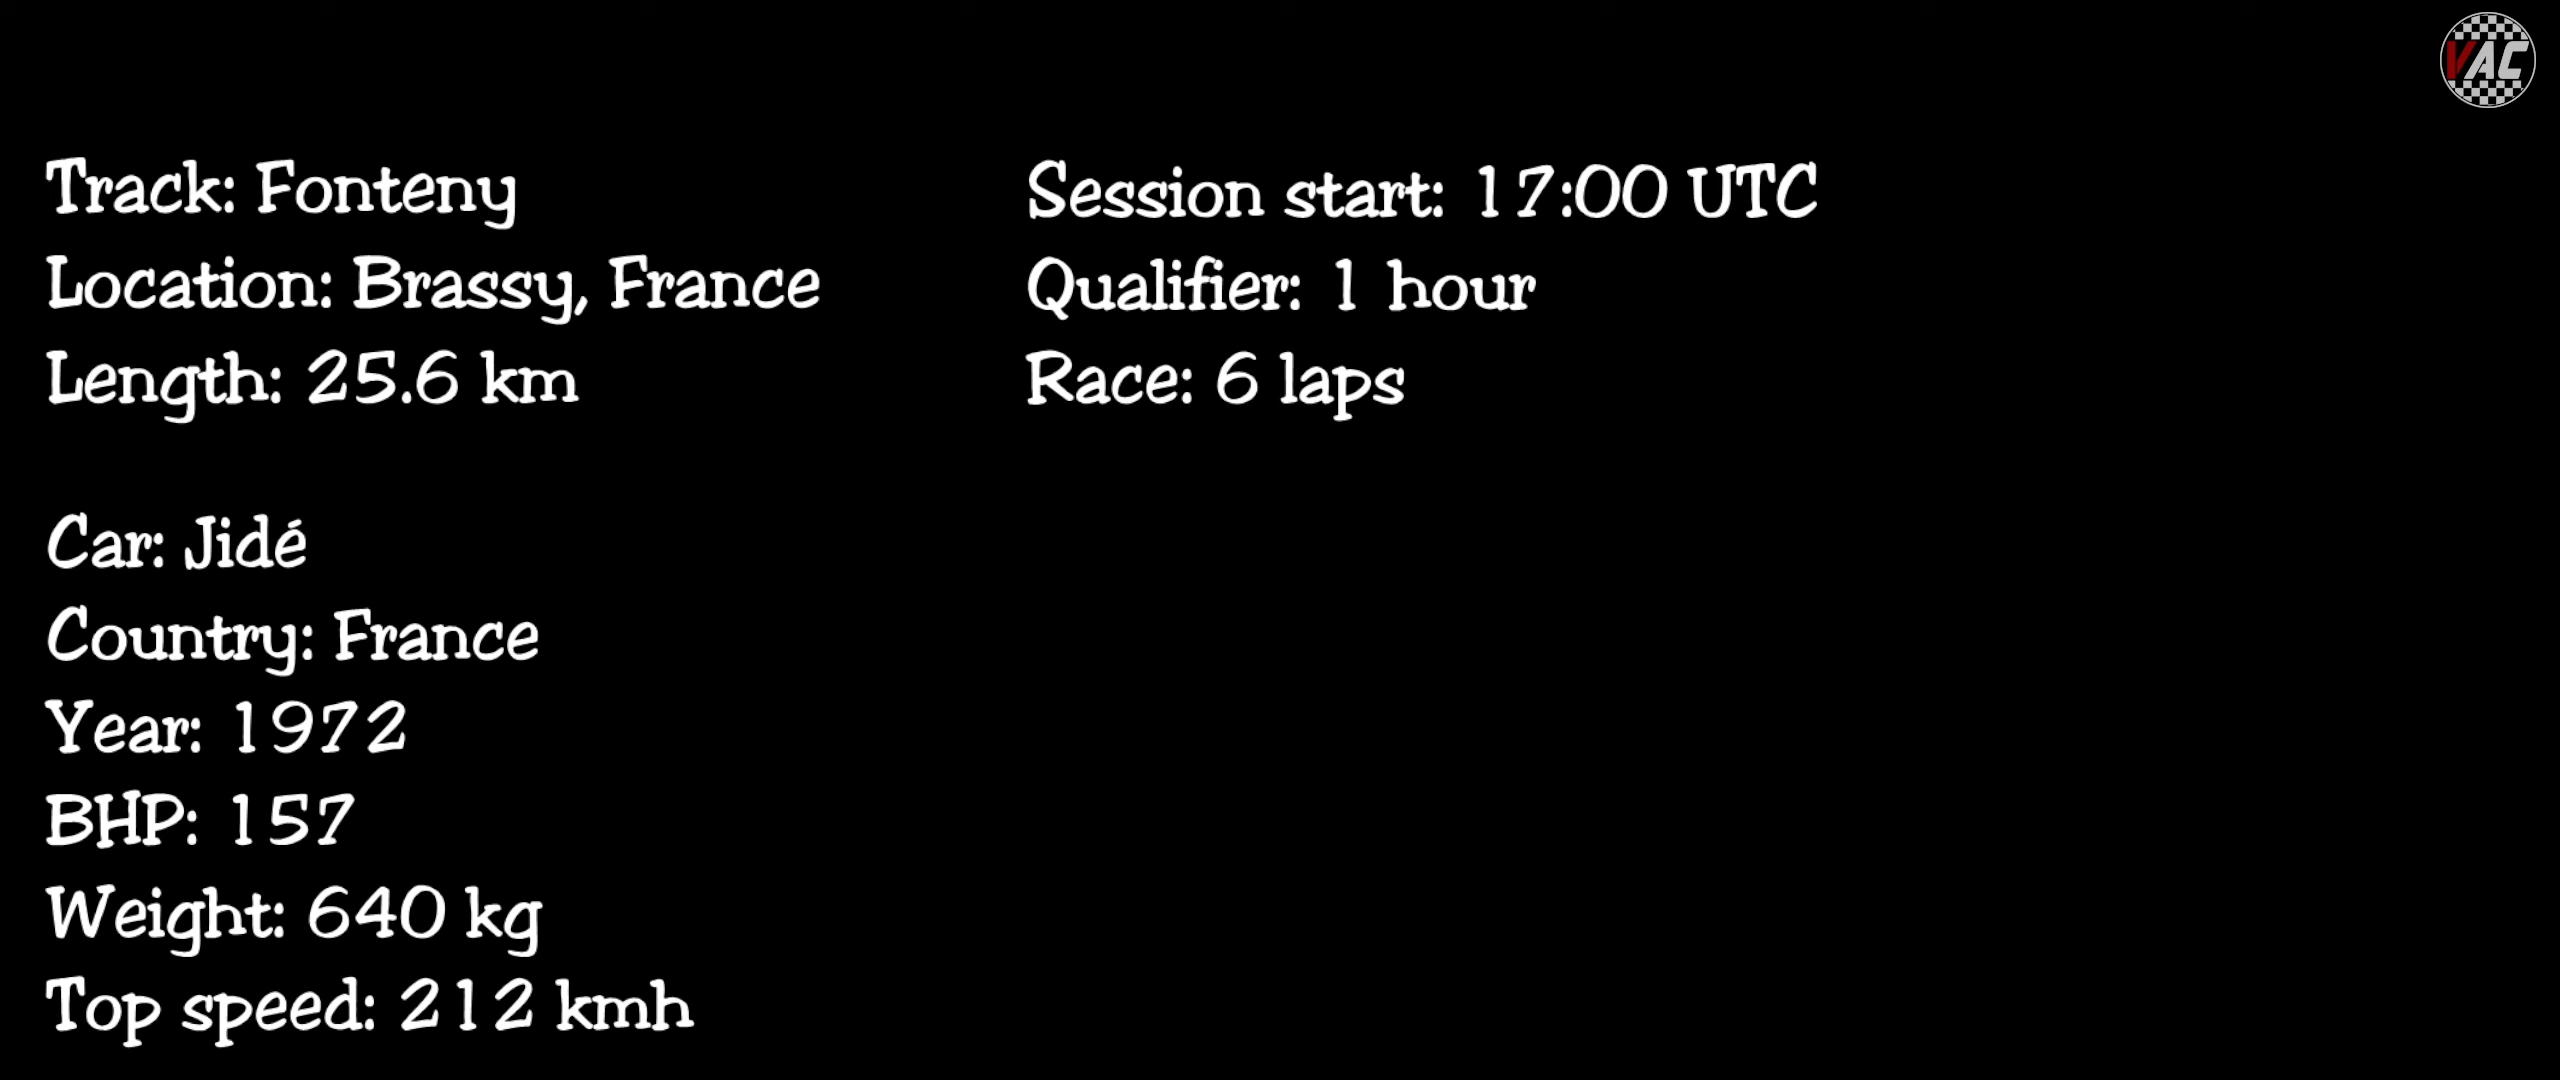 VAC
Track: Fonteny
Location: Brassy, France
Length: 25.6 km
Session start: 17:00 UTC
Qualifier: 1 hour
Race: 6 laps
Car: Jidé
Country: France
Year: 1972
BHP: 157
Weight: 640 kg
Top speed: 212 kmh